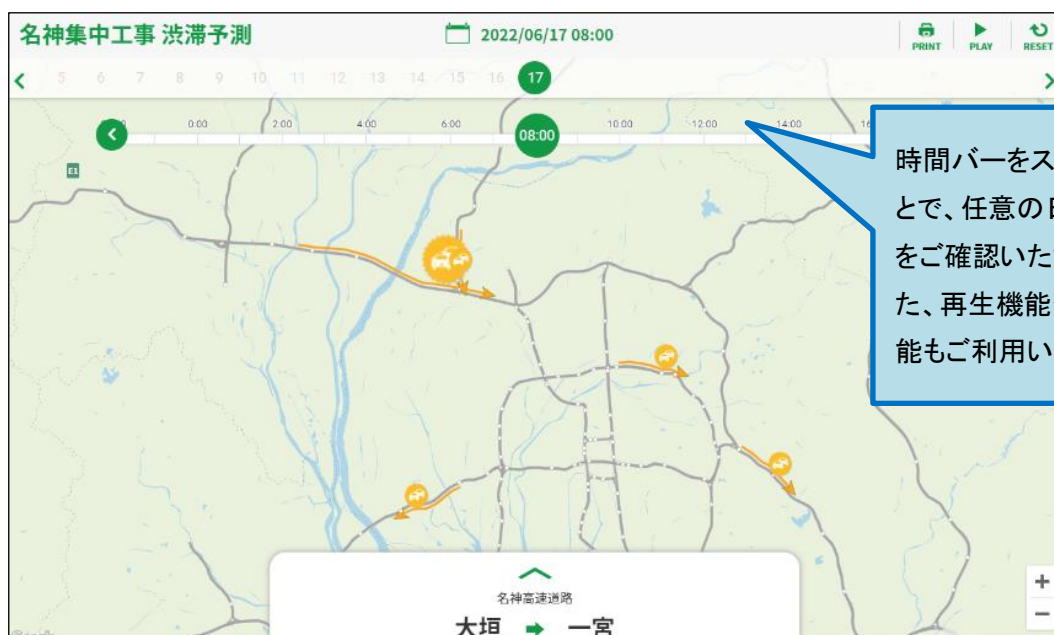 名神集中工事 渋滞予測
2022/06/17 08:00
PRINT PLAY RESET
5 6 7 8 9 10 11 12 13 14 15 16 17
0:00 2:00 4:00 6:00 08:00 10:00 12:00 14:00
時間バーをス
とで、任意の
をご確認いた
た、再生機能
能もご利用い
名神高速道路
大垣 ➡ 一宮
+
−